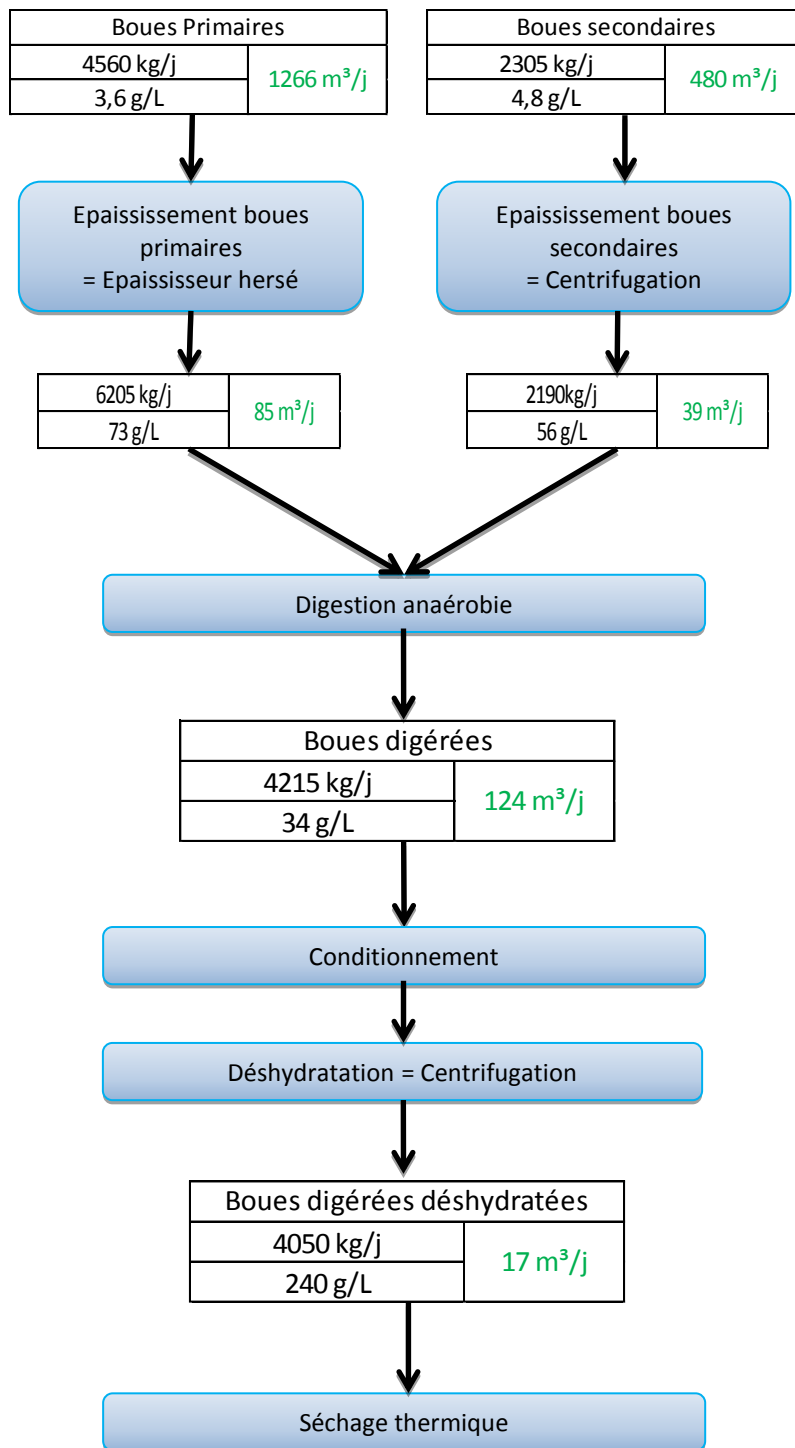 Boues Primaires
4560 kg/j
1266 m³/j
3,6 g/L
Boues secondaires
2305 kg/j
480 m³/j
4,8 g/L
Epaississement boues
primaires
= Epaississeur hersé
Epaississement boues
secondaires
= Centrifugation
6205 kg/j
85 m³/j
73 g/L
2190kg/j
39 m³/j
56 g/L
Digestion anaérobie
Boues digérées
4215 kg/j
124 m³/j
34 g/L
Conditionnement
Déshydratation = Centrifugation
Boues digérées déshydratées
4050 kg/j
17 m³/j
240 g/L
Séchage thermique